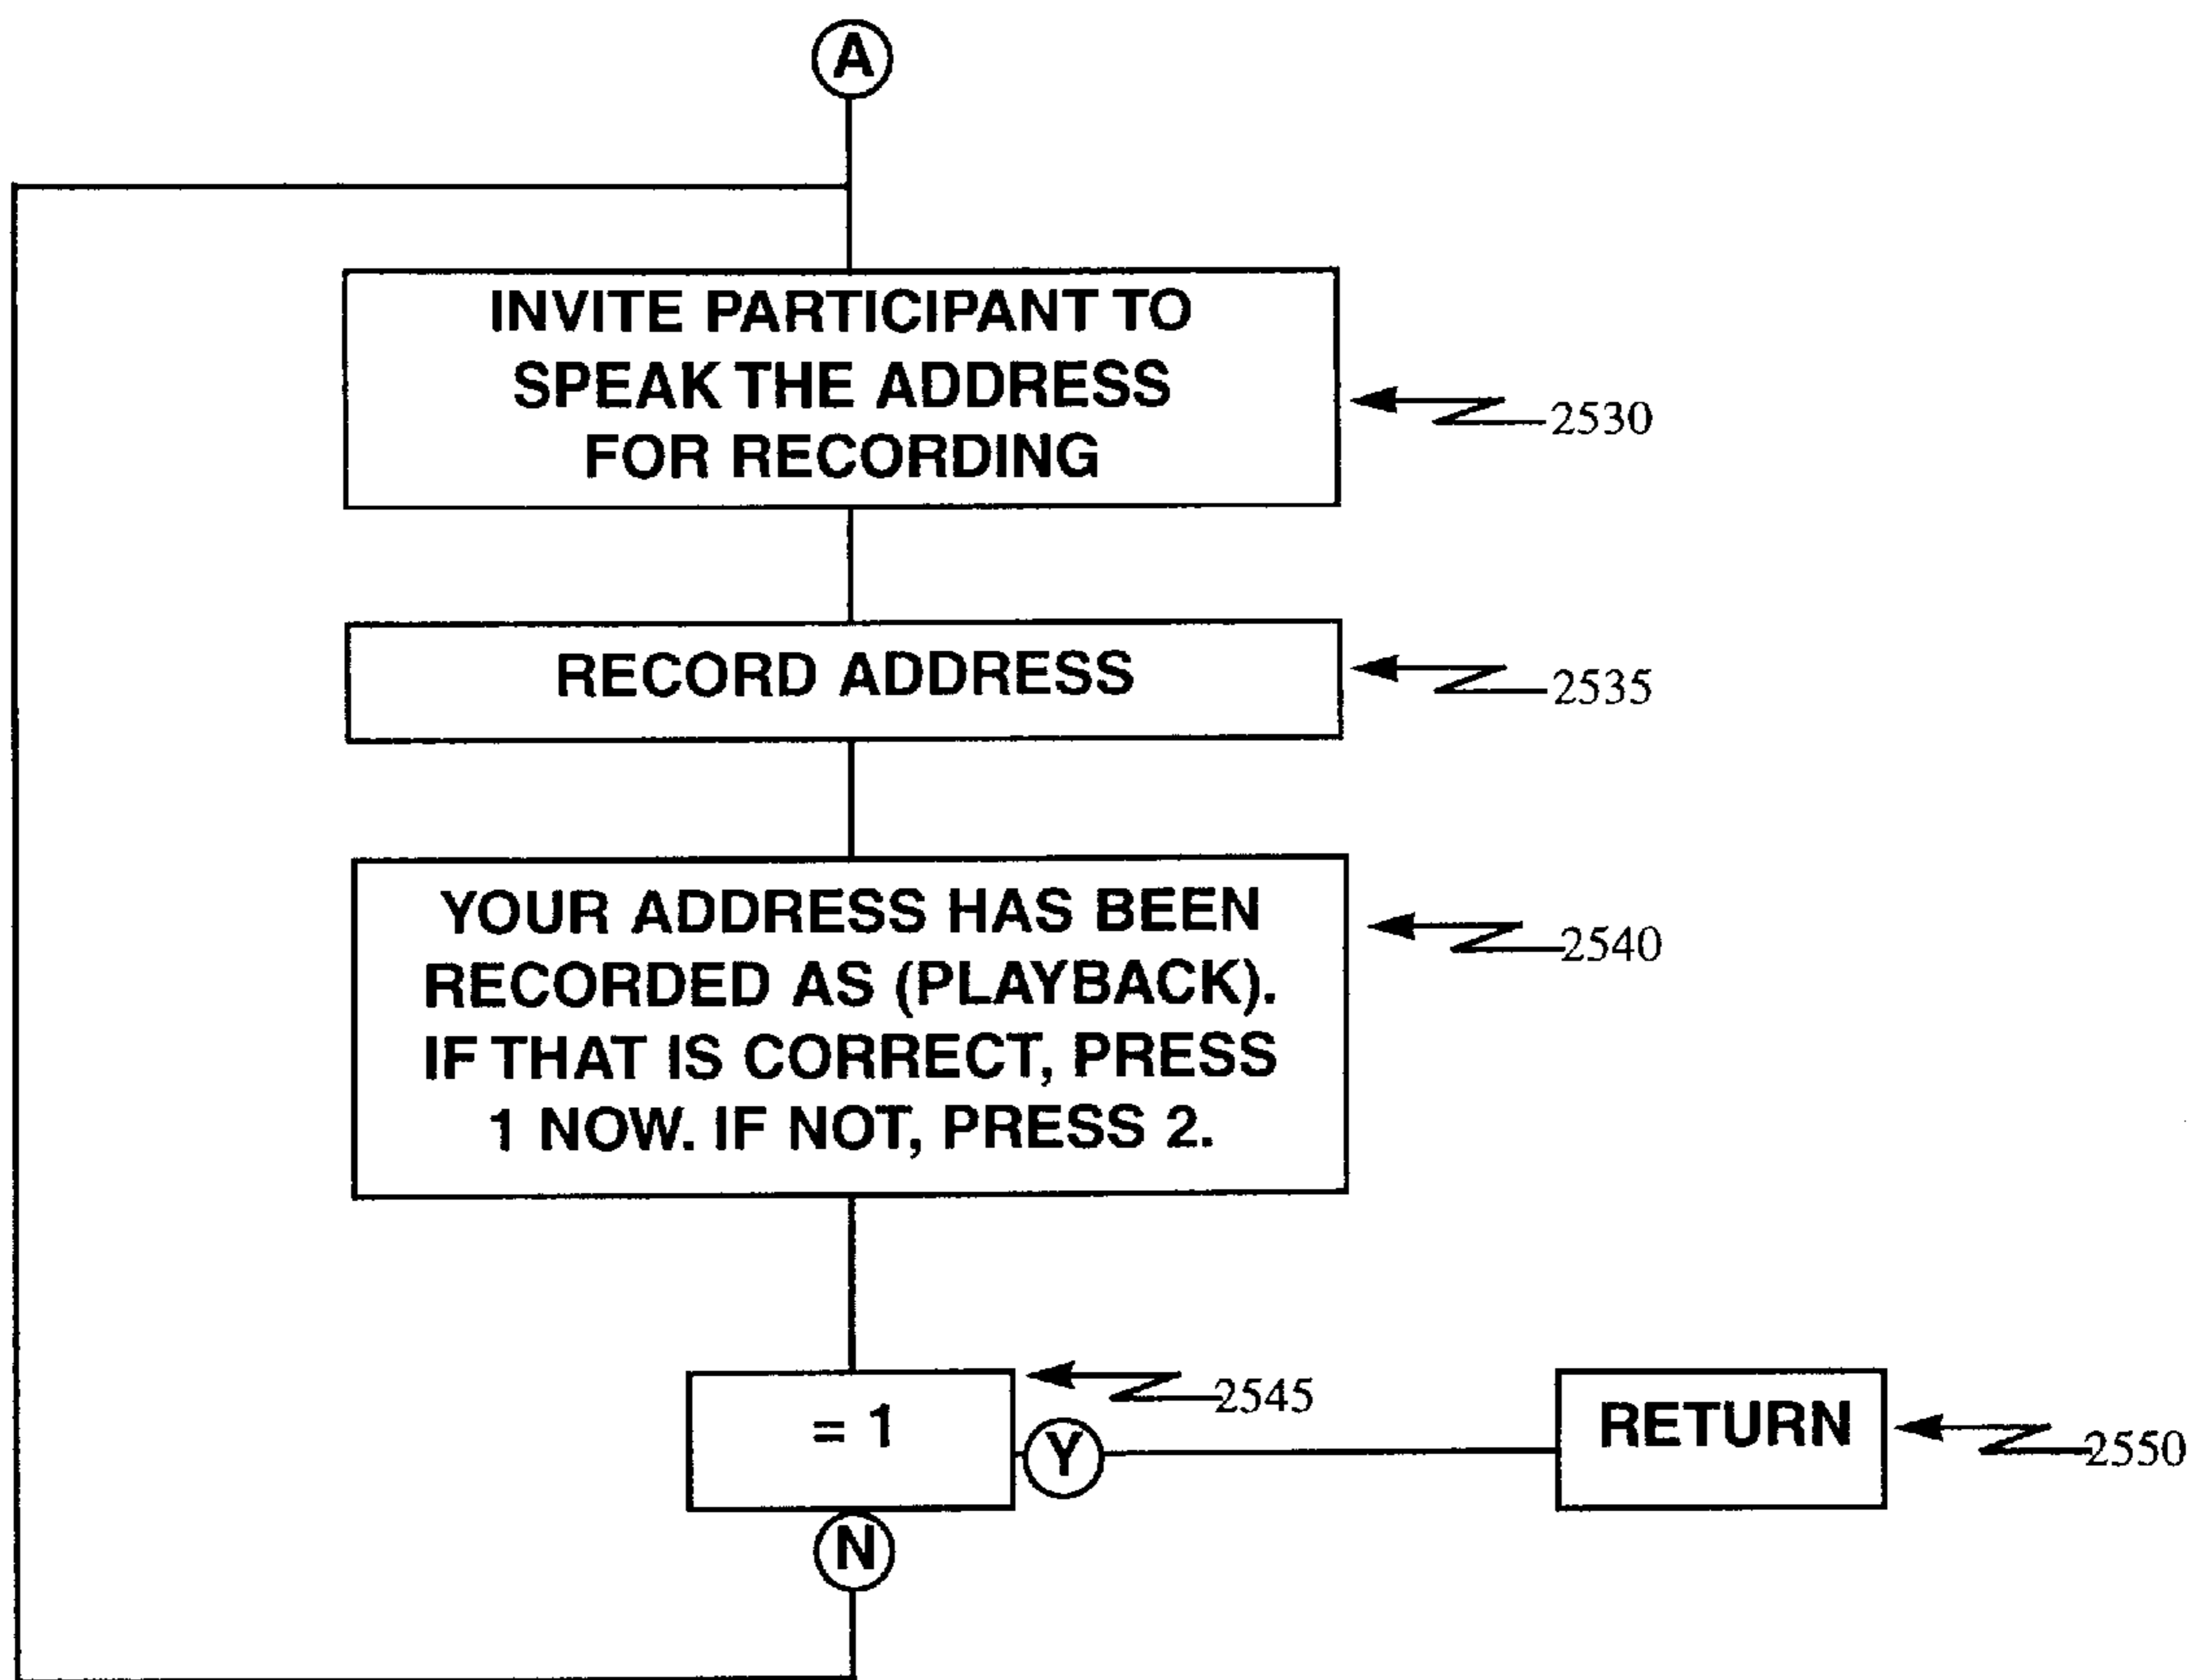 A
INVITE PARTICIPANT TO
SPEAK THE ADDRESS
FOR RECORDING
2530
RECORD ADDRESS
2535
YOUR ADDRESS HAS BEEN
RECORDED AS (PLAYBACK).
IF THAT IS CORRECT, PRESS
1 NOW. IF NOT, PRESS 2.
2540
= 1
2545
Y
RETURN
2550
N